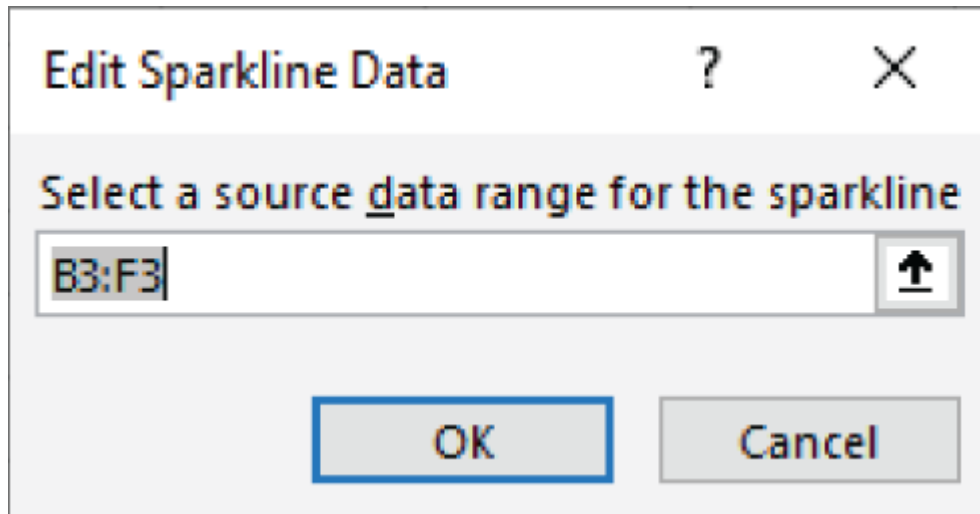 Edit Sparkline Data ? ×
Select a source data range for the sparkline
B3:F3
OK Cancel